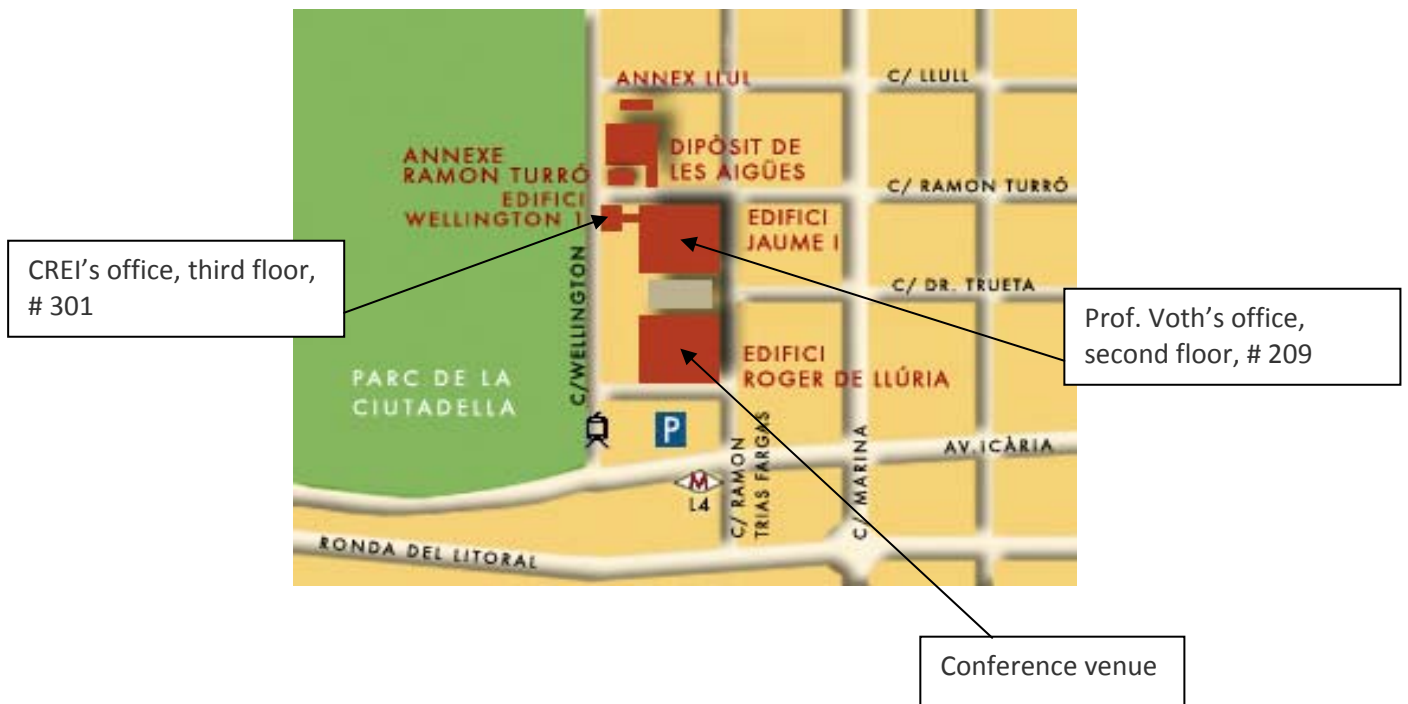 ANNEX LLUL
C/ LLULL
DIPÒSIT DE
LES AIGÜES
ANNEXE
RAMON TURRÓ
C/ RAMON TURRÓ
EDIFICI
WELLINGTON 1
EDIFICI
JAUME I
CREI’s office, third floor,
# 301
C/WELLINGTON
C/ DR. TRUETA
Prof. Voth’s office,
second floor, # 209
EDIFICI
ROGER DE LLÚRIA
PARC DE LA
CIUTADELLA
P
AV.ICÀRIA
M
L4
C/ RAMON
TRIAS FARGAS
C/ MARINA
RONDA DEL LITORAL
Conference venue